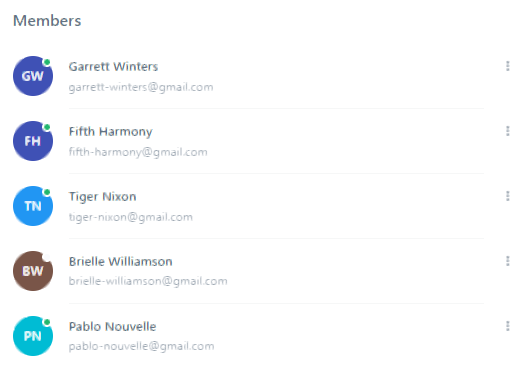 Members
GW
Garrett Winters
garrett-winters@gmail.com
FH
Fifth Harmony
fifth-harmony@gmail.com
TN
Tiger Nixon
tiger-nixon@gmail.com
BW
Brielle Williamson
brielle-williamson@gmail.com
PN
Pablo Nouvelle
pablo-nouvelle@gmail.com